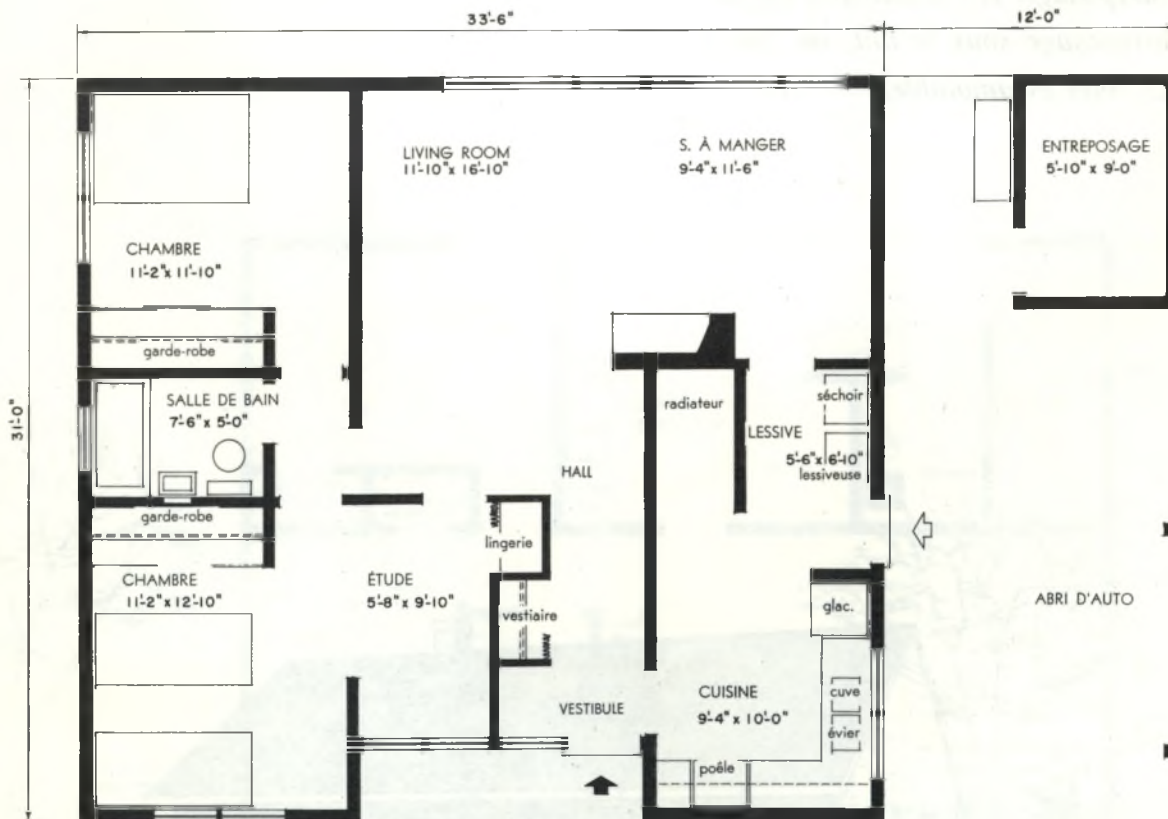 33'-6"
12'-0"
31'-0"
LIVING ROOM
11'-10" x 16'-10"
S. À MANGER
9'-4" x 11'-6"
ENTREPOSAGE
5'-10" x 9'-0"
CHAMBRE
11'-2" x 11'-10"
garde-robe
SALLE DE BAIN
7'-6" x 5'-0"
radiateur
séchoir
LESSIVE
5'-6" x 6'-10"
lessiveuse
HALL
garde-robe
lingerie
CHAMBRE
11'-2" x 12'-10"
ÉTUDE
5'-8" x 9'-10"
vestiaire
glac.
ABRI D'AUTO
VESTIBULE
CUISINE
9'-4" x 10'-0"
cuve
évier
poêle